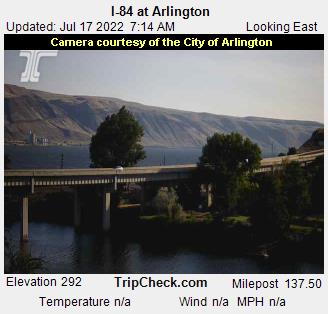 I-84 at Arlington
Updated: Jul 17 2022 7:14 AM Looking East
Camera courtesy of the City of Arlington
Elevation 292 TripCheck.com Milepost 137.50
Temperature n/a Wind n/a MPH n/a